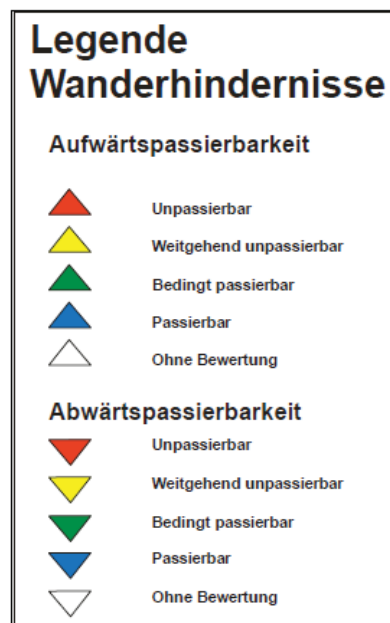 Legende
Wanderhindernisse
Aufwärtspassierbarkeit
Unpassierbar
Weitgehend unpassierbar
Bedingt passierbar
Passierbar
Ohne Bewertung
Abwärtspassierbarkeit
Unpassierbar
Weitgehend unpassierbar
Bedingt passierbar
Passierbar
Ohne Bewertung